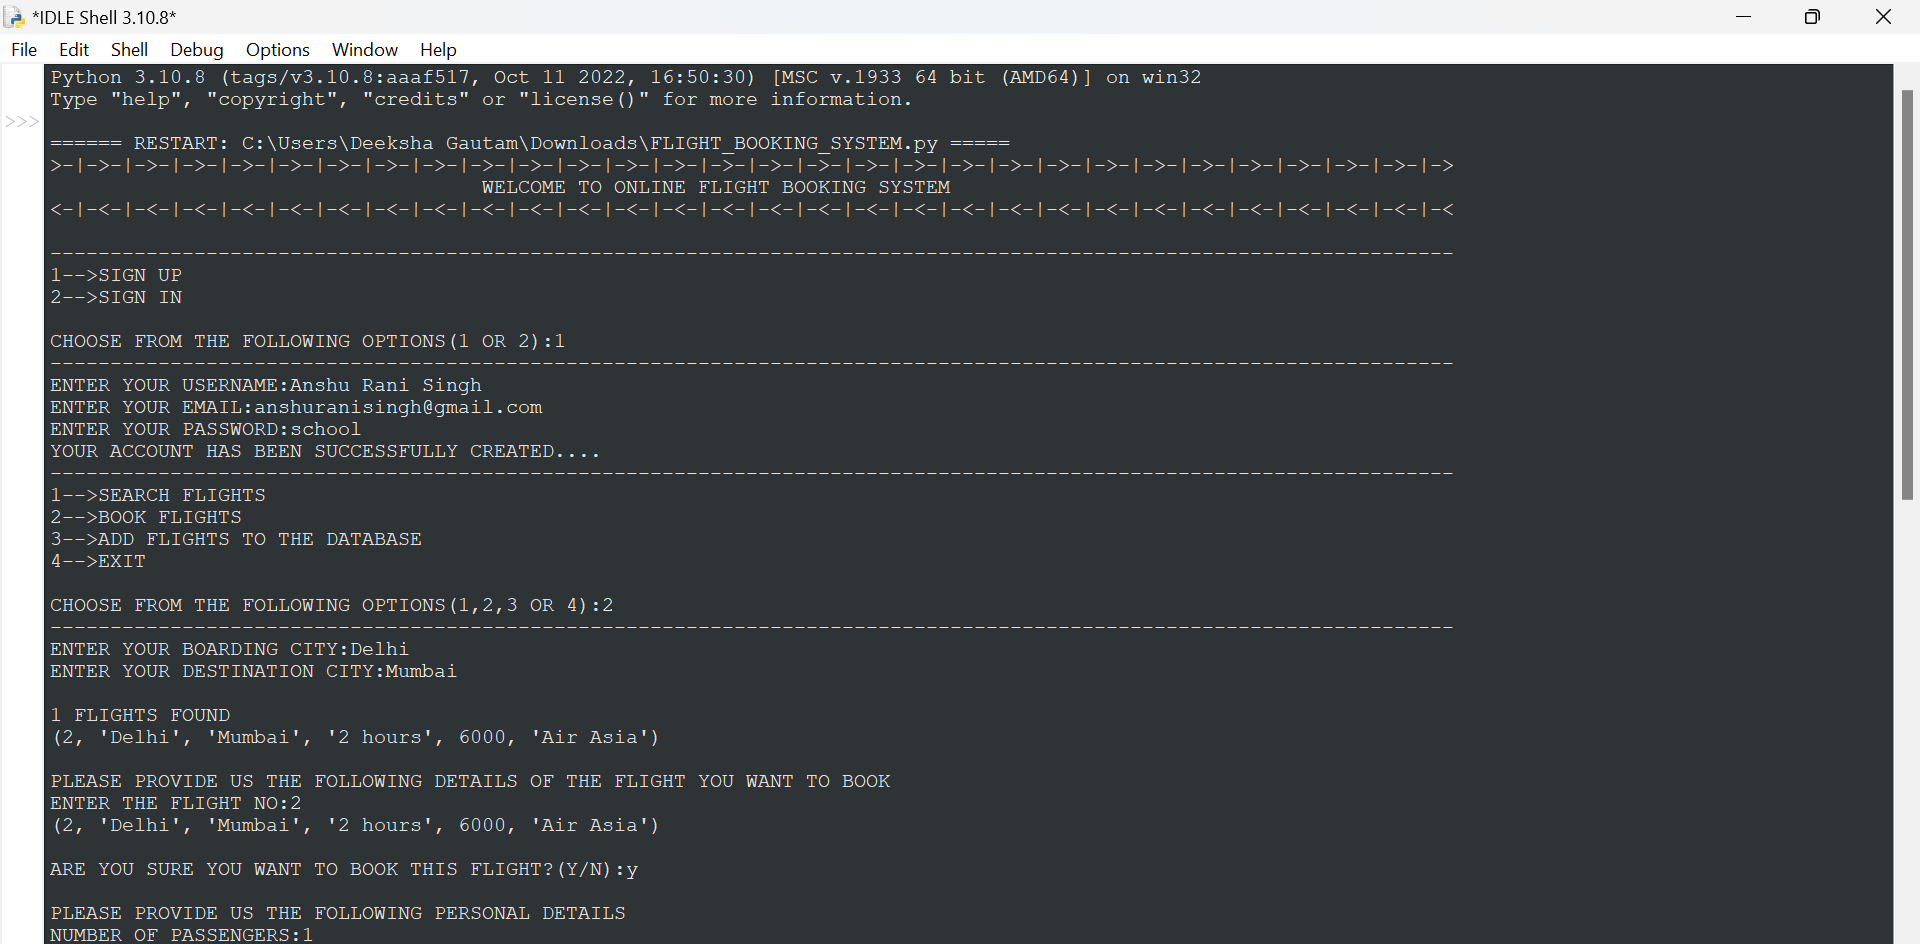 *IDLE Shell 3.10.8*
File Edit Shell Debug Options Window Help
Python 3.10.8 (tags/v3.10.8:aaaf517, Oct 11 2022, 16:50:30) [MSC v.1933 64 bit (AMD64)] on win32
Type "help", "copyright", "credits" or "license()" for more information.
>>>
====== RESTART: C:\Users\Deeksha Gautam\Downloads\FLIGHT_BOOKING_SYSTEM.py =====
>-|->-|->-|->-|->-|->-|->-|->-|->-|->-|->-|->-|->-|->-|->-|->-|->-|->-|->-|->-|->-|->-|->-|->-|->-|->-|->-|->-|->-|->
WELCOME TO ONLINE FLIGHT BOOKING SYSTEM
<-|-<-|-<-|-<-|-<-|-<-|-<-|-<-|-<-|-<-|-<-|-<-|-<-|-<-|-<-|-<-|-<-|-<-|-<-|-<-|-<-|-<-|-<-|-<-|-<-|-<-|-<-|-<-|-<-|-<
---------------------------------------------------------------------------------------------------------------------
1-->SIGN UP
2-->SIGN IN
CHOOSE FROM THE FOLLOWING OPTIONS(1 OR 2):1
---------------------------------------------------------------------------------------------------------------------
ENTER YOUR USERNAME:Anshu Rani Singh
ENTER YOUR EMAIL:anshuranisingh@gmail.com
ENTER YOUR PASSWORD:school
YOUR ACCOUNT HAS BEEN SUCCESSFULLY CREATED....
---------------------------------------------------------------------------------------------------------------------
1-->SEARCH FLIGHTS
2-->BOOK FLIGHTS
3-->ADD FLIGHTS TO THE DATABASE
4-->EXIT
CHOOSE FROM THE FOLLOWING OPTIONS(1,2,3 OR 4):2
---------------------------------------------------------------------------------------------------------------------
ENTER YOUR BOARDING CITY:Delhi
ENTER YOUR DESTINATION CITY:Mumbai
1 FLIGHTS FOUND
(2, 'Delhi', 'Mumbai', '2 hours', 6000, 'Air Asia')
PLEASE PROVIDE US THE FOLLOWING DETAILS OF THE FLIGHT YOU WANT TO BOOK
ENTER THE FLIGHT NO:2
(2, 'Delhi', 'Mumbai', '2 hours', 6000, 'Air Asia')
ARE YOU SURE YOU WANT TO BOOK THIS FLIGHT?(Y/N):y
PLEASE PROVIDE US THE FOLLOWING PERSONAL DETAILS
NUMBER OF PASSENGERS:1